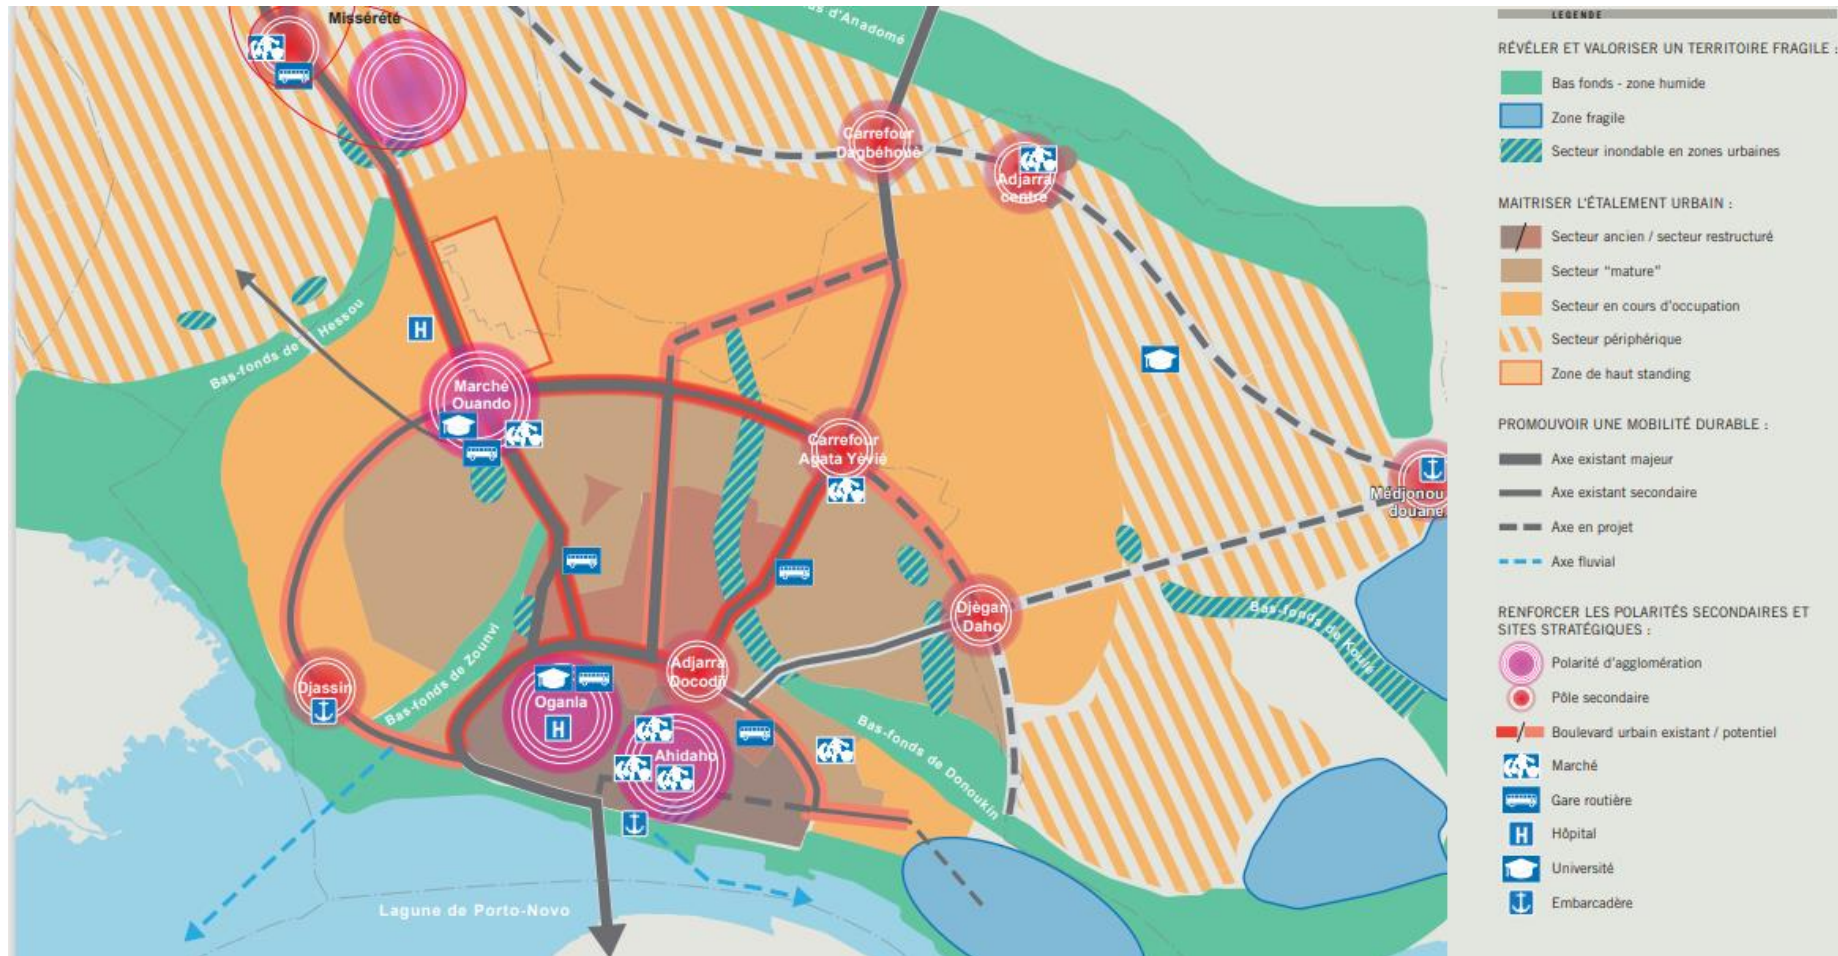 Missérété
s d'Anadomé
Carrefour
Dagbéhoué
Adjarra
centre
Bas-fonds de Hessou
H
Marché
Ouando
Carrefour
Agata Yèvié
Médjonou
douane
Djègan
Daho
Bas-fonds de Koulé
Bas-fonds de Zounvi
Adjarra
Docodji
Djassin
Oganla
H
Ahidaho
Bas-fonds de Donoukin
Lagune de Porto-Novo
LEGENDE
RÉVÉLER ET VALORISER UN TERRITOIRE FRAGILE :
Bas fonds - zone humide
Zone fragile
Secteur inondable en zones urbaines
MAITRISER L'ÉTALEMENT URBAIN :
Secteur ancien / secteur restructuré
Secteur "mature"
Secteur en cours d'occupation
Secteur périphérique
Zone de haut standing
PROMOUVOIR UNE MOBILITÉ DURABLE :
Axe existant majeur
Axe existant secondaire
Axe en projet
Axe fluvial
RENFORCER LES POLARITÉS SECONDAIRES ET
SITES STRATÉGIQUES :
Polarité d'agglomération
Pôle secondaire
Boulevard urbain existant / potentiel
Marché
Gare routière
H Hôpital
Université
Embarcadère